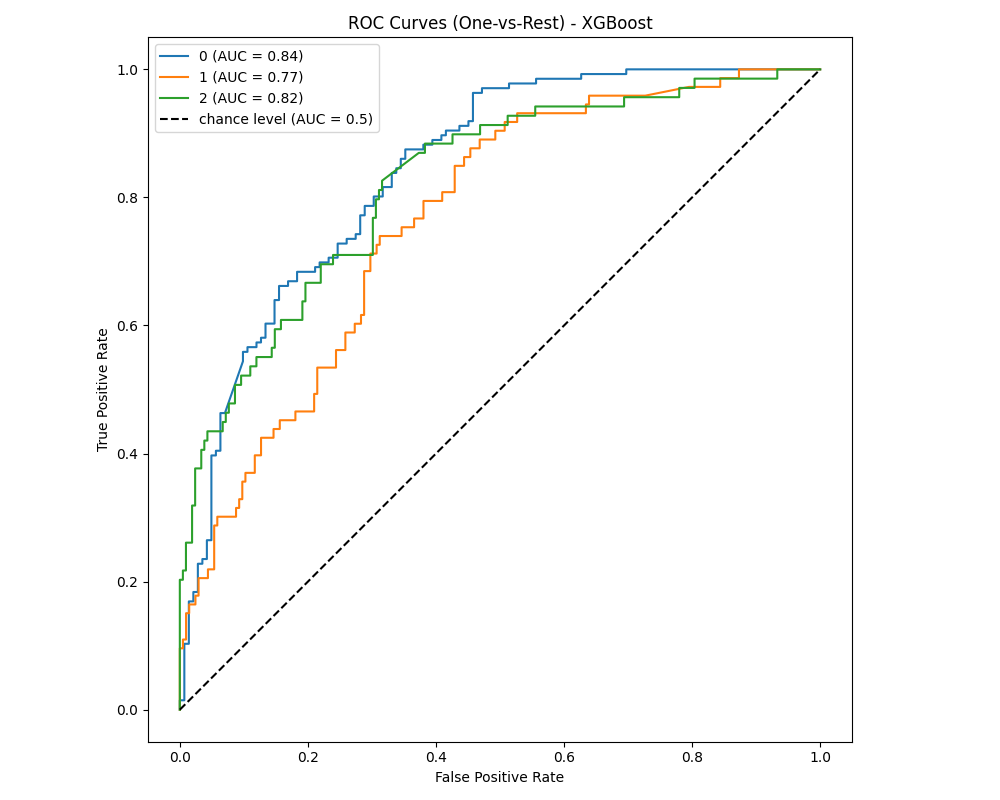 ROC Curves (One-vs-Rest) - XGBoost
0 (AUC = 0.84)
1 (AUC = 0.77)
2 (AUC = 0.82)
chance level (AUC = 0.5)
True Positive Rate
1.0
0.8
0.6
0.4
0.2
0.0
0.0 0.2 0.4 0.6 0.8 1.0
False Positive Rate